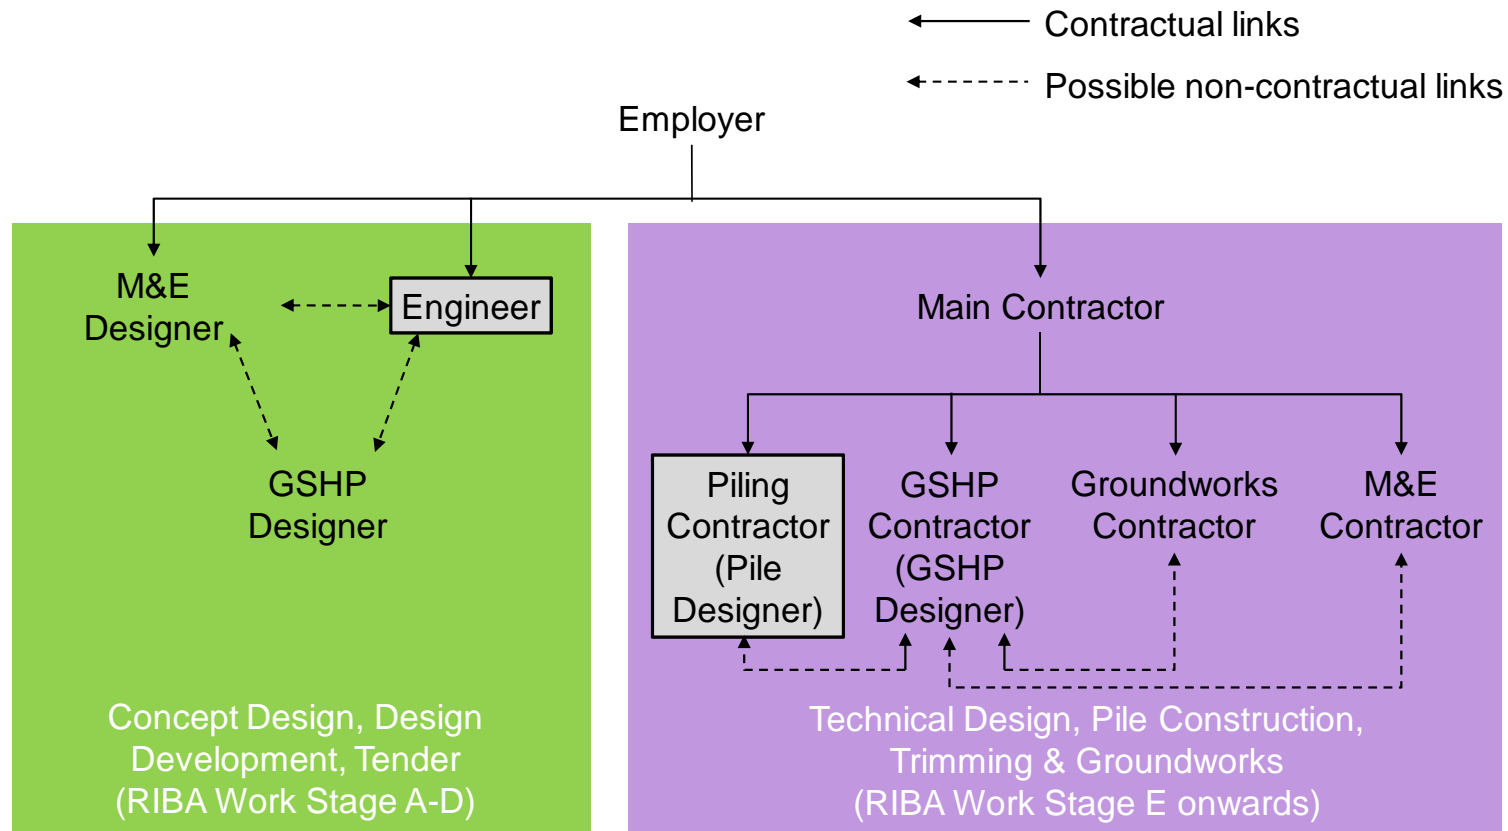 Contractual links
Possible non-contractual links
Employer
M&E
Designer
Engineer
GSHP
Designer
Concept Design, Design
Development, Tender
(RIBA Work Stage A-D)
Main Contractor
Piling
Contractor
(Pile
Designer)
GSHP
Contractor
(GSHP
Designer)
Groundworks
Contractor
M&E
Contractor
Technical Design, Pile Construction,
Trimming & Groundworks
(RIBA Work Stage E onwards)